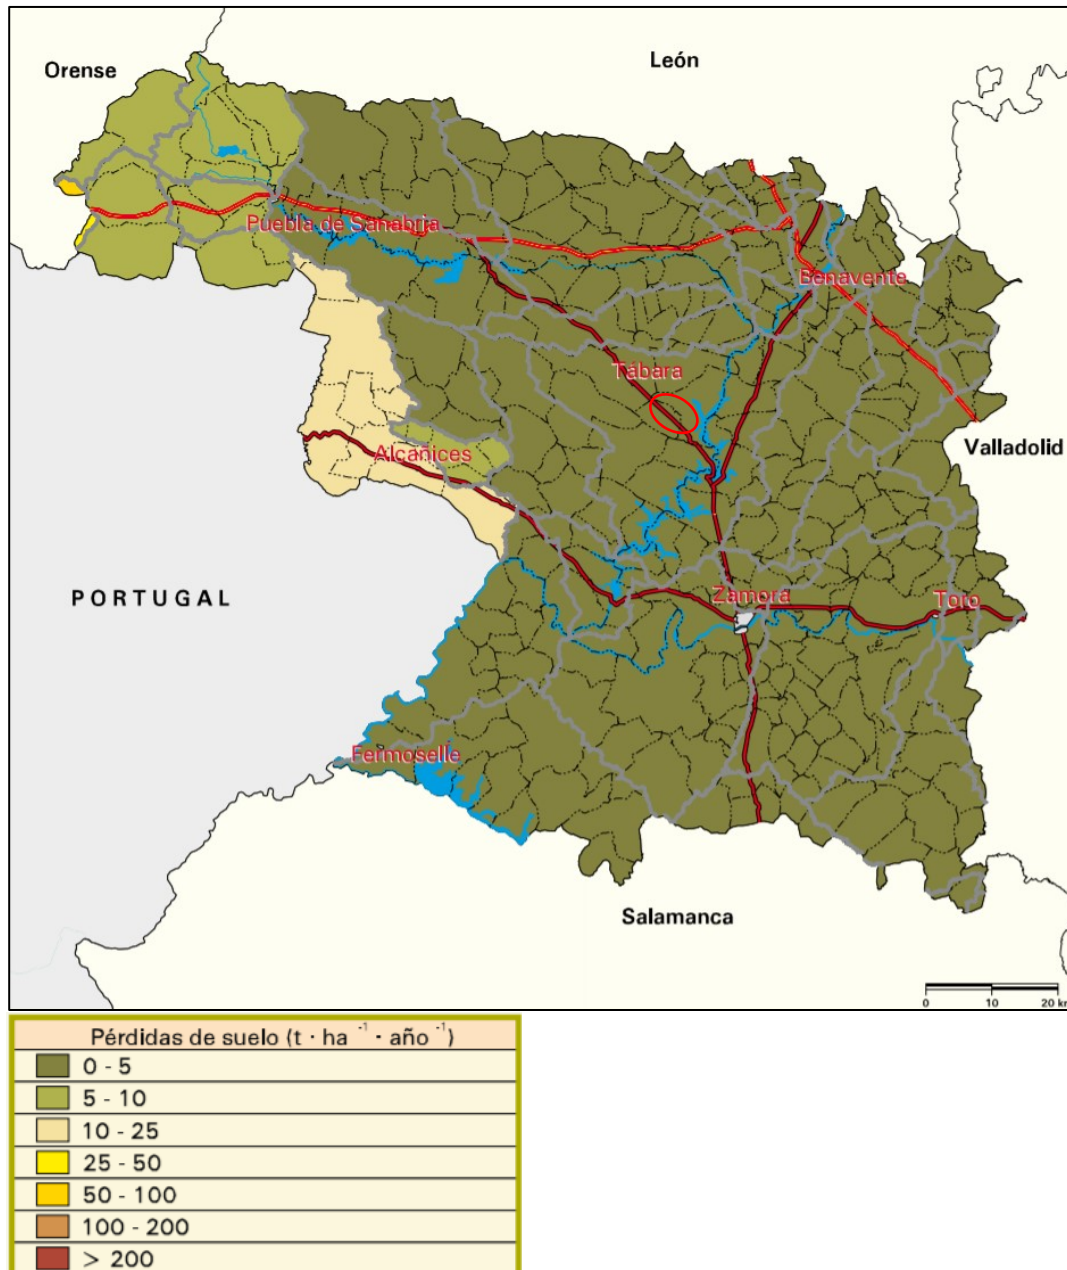 León
Orense
Puebla de Sanabria
Benavente
Tábara
Valladolid
Alcañices
PORTUGAL
Zamora
Toro
Fermoselle
Salamanca
0 10 20 km
Pérdidas de suelo (t · ha ⁻¹ · año ⁻¹)
0 - 5
5 - 10
10 - 25
25 - 50
50 - 100
100 - 200
> 200